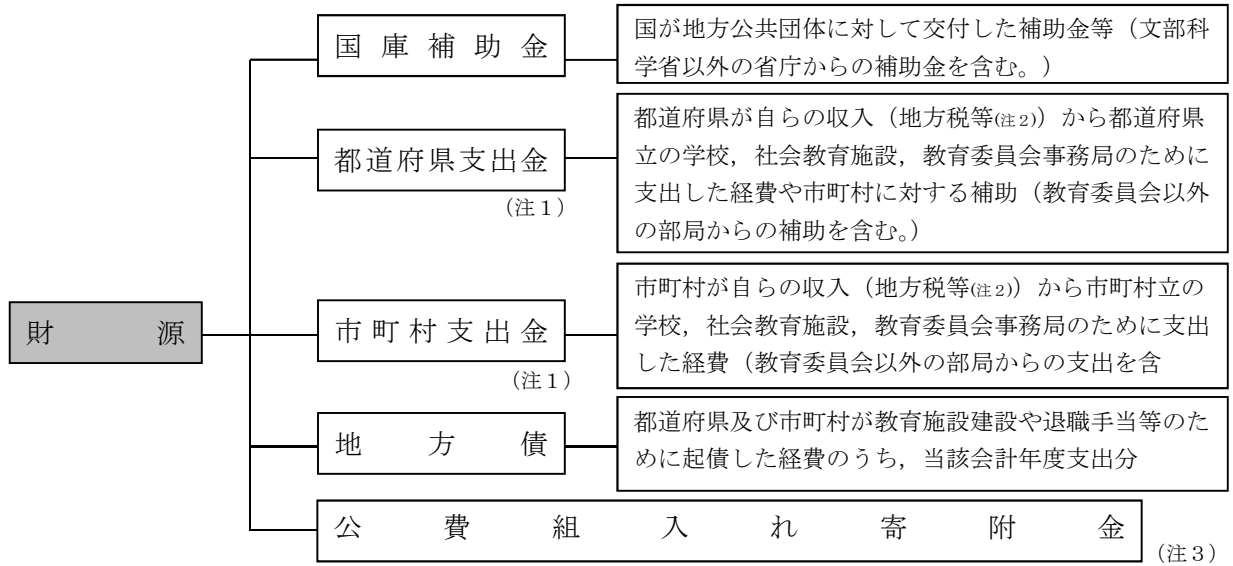 国庫補助金
国が地方公共団体に対して交付した補助金等（文部科
学省以外の省庁からの補助金を含む。）
都道府県支出金
（注１）
都道府県が自らの収入（地方税等(注２)）から都道府県
立の学校，社会教育施設，教育委員会事務局のために
支出した経費や市町村に対する補助（教育委員会以外
の部局からの補助を含む。）
財源
市町村支出金
（注１）
市町村が自らの収入（地方税等(注２)）から市町村立の
学校，社会教育施設，教育委員会事務局のために支出
した経費（教育委員会以外の部局からの支出を含
地方債
都道府県及び市町村が教育施設建設や退職手当等のた
めに起債した経費のうち，当該会計年度支出分
公費組入れ寄附金
（注３）